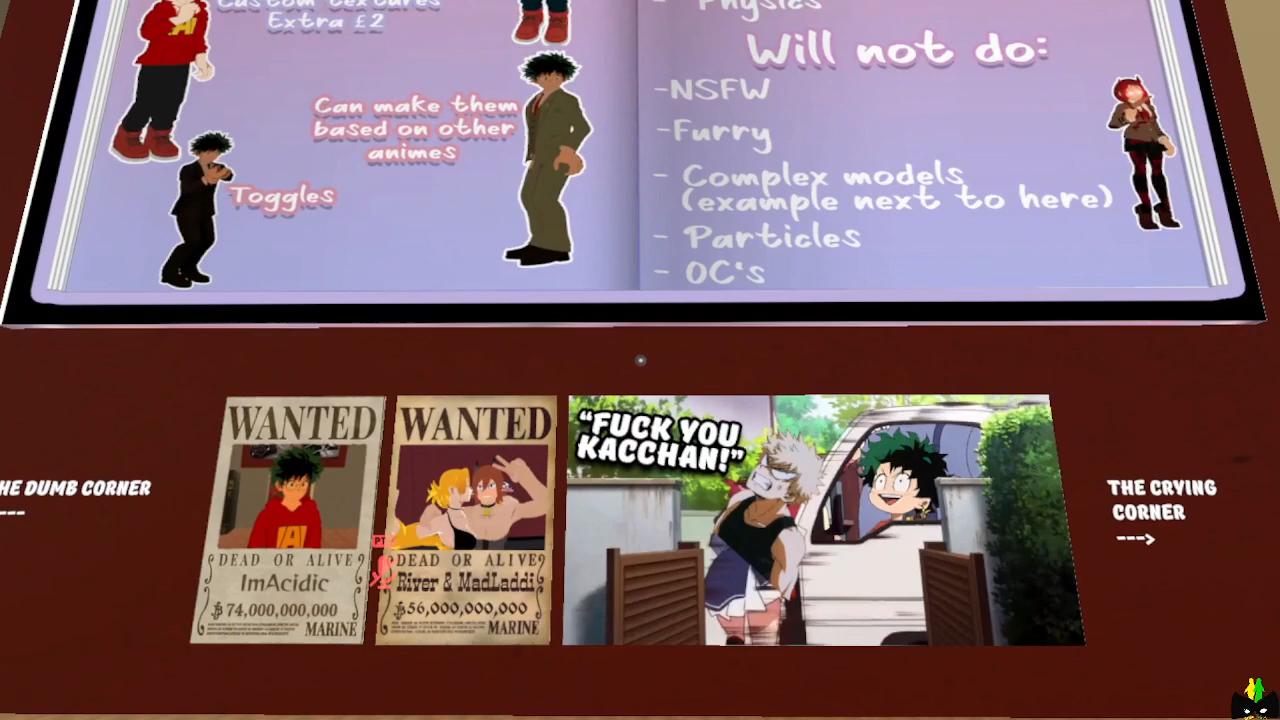 Custom textures
Extra £2
Can make them
based on other
animes
Toggles
- Physics
Will not do:
-NSFW
-Furry
- Complex models
(example next to here)
- Particles
- OC's
HE DUMB CORNER
WANTED
DEAD OR ALIVE
ImAcidic
74,000,000,000
MARINE
WANTED
DEAD OR ALIVE
River & MadLaddi
56,000,000,000
MARINE
"FUCK YOU
KACCHAN!"
THE CRYING
CORNER
--->